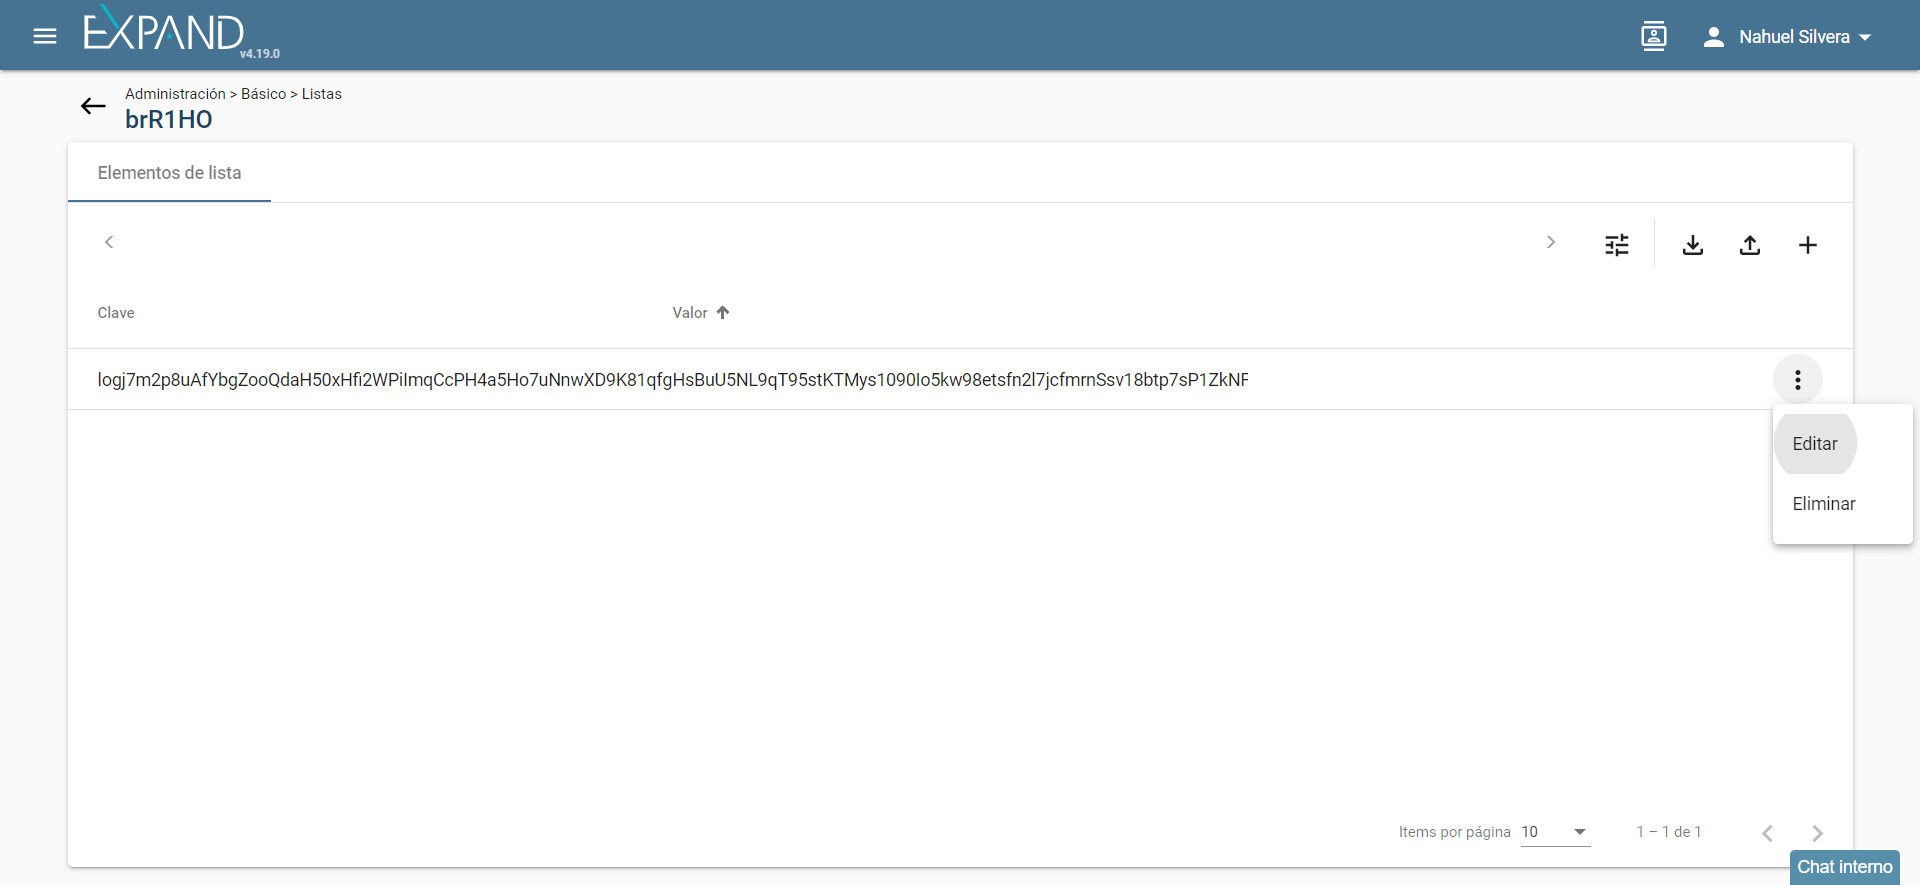 EXPAND
v4.19.0
Nahuel Silvera
Administración > Básico > Listas
brR1HO
Elementos de lista
Clave
Valor
logj7m2p8uAfYbgZooQdaH50xHfi2WPiImqCcPH4a5Ho7uNnwXD9K81qfgHsBuU5NL9qT95stKTMys1090Io5kw98etsfn2l7jcfmrnSsv18btp7sP1ZkNF
Editar
Eliminar
Items por página 10
1 – 1 de 1
Chat interno